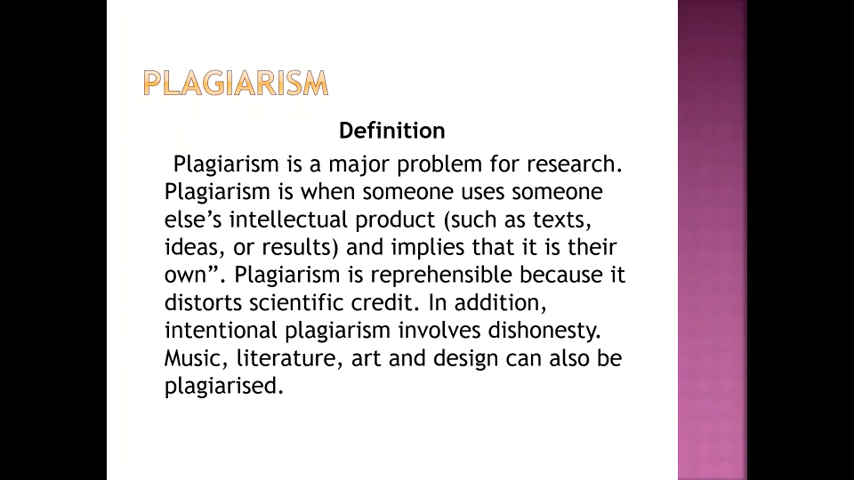 PLAGIARISM
Definition
Plagiarism is a major problem for research.
Plagiarism is when someone uses someone
else’s intellectual product (such as texts,
ideas, or results) and implies that it is their
own”. Plagiarism is reprehensible because it
distorts scientific credit. In addition,
intentional plagiarism involves dishonesty.
Music, literature, art and design can also be
plagiarised.